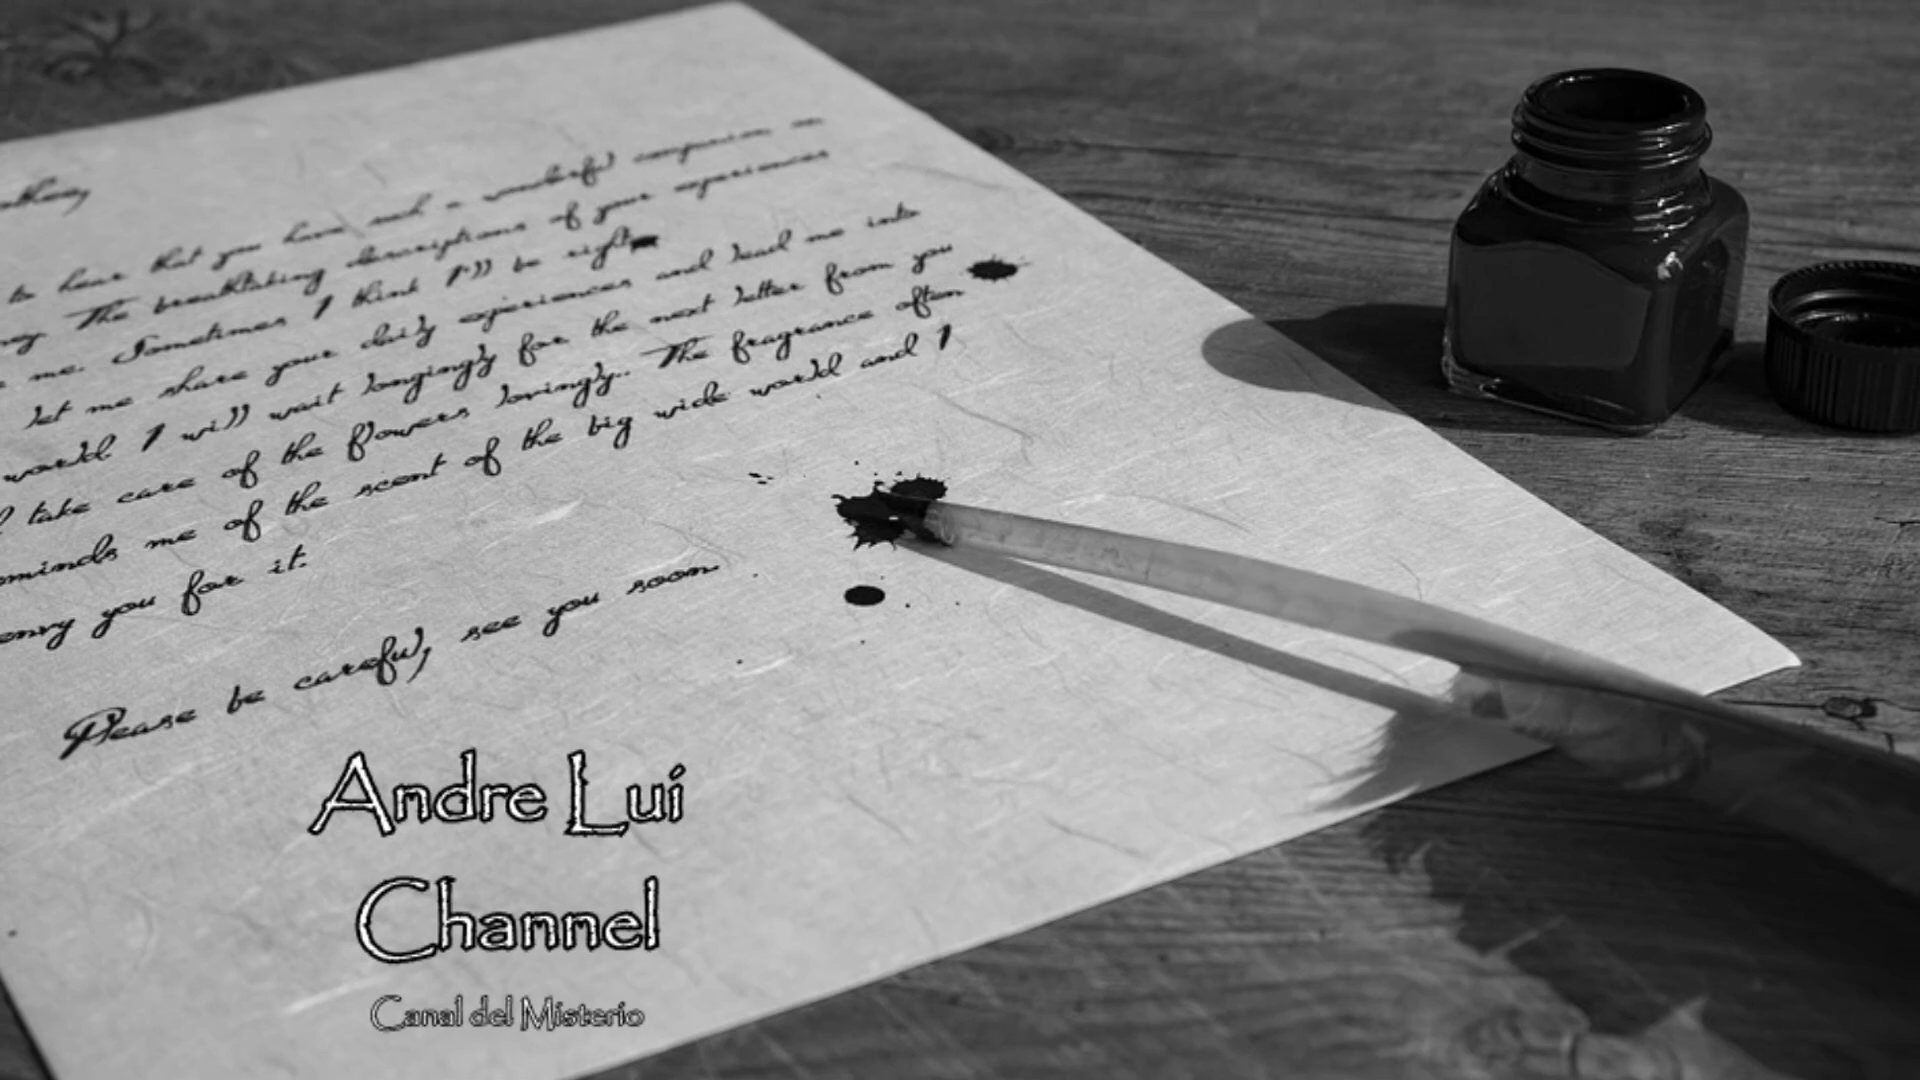 to hear that you have such a wonderful companion on
The breathtaking descriptions of your experiences
me. Sometimes I think I'll be right
let me share your daily experiences and lead me into
world. I will wait longingly for the next letter from you
take care of the flowers lovingly.. The fragrance often
me of the scent of the big wide world and I
envy you for it.
Please be careful, see you soon.
Andre Lui
Channel
Canal del Misterio